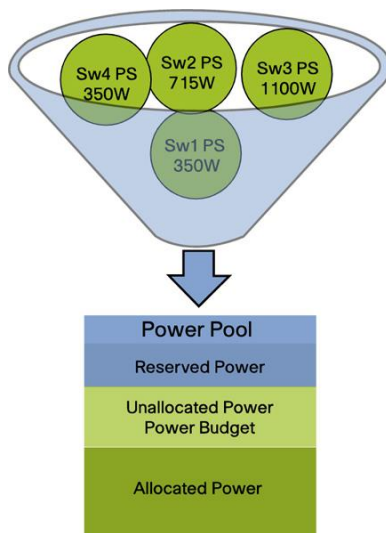 Sw4 PS
350W
Sw2 PS
715W
Sw3 PS
1100W
Sw1 PS
350W
Power Pool
Reserved Power
Unallocated Power
Power Budget
Allocated Power